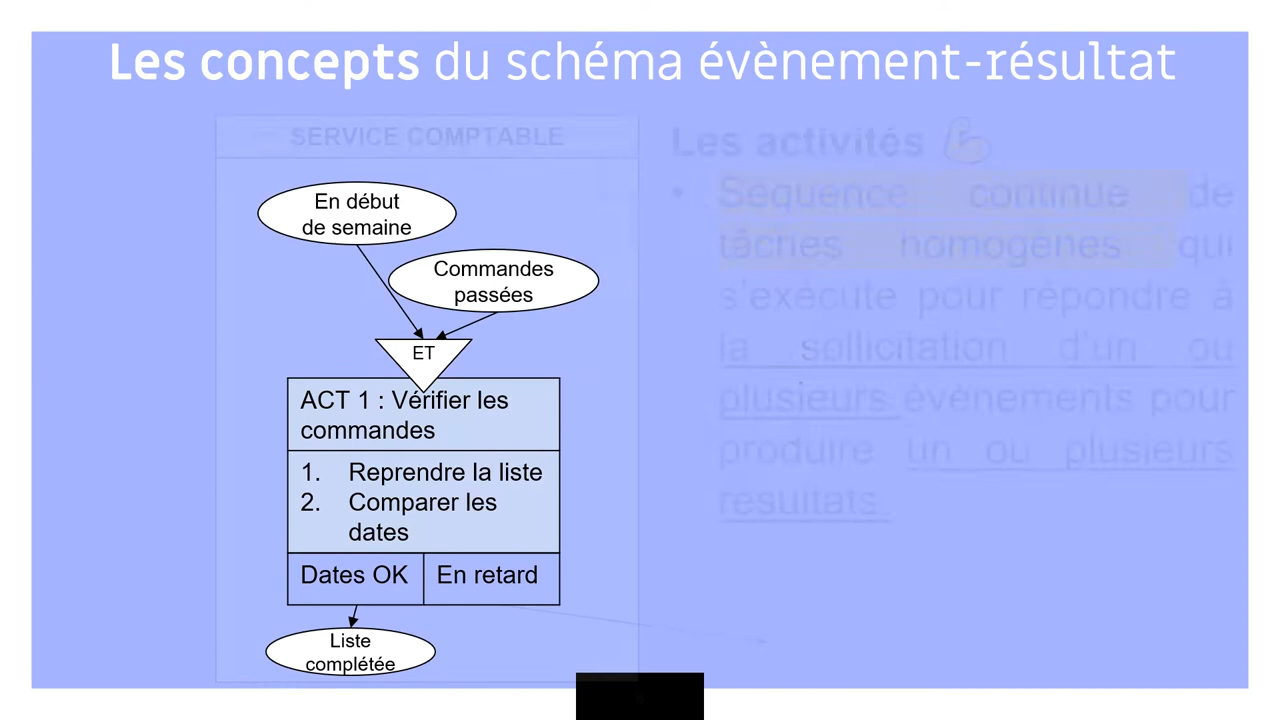 Les concepts du schéma évènement-résultat
SERVICE COMPTABLE
En début
de semaine
Commandes
passées
ET
ACT 1 : Vérifier les
commandes
1. Reprendre la liste
2. Comparer les
dates
Dates OK
En retard
Liste
complétée
Les activités 💪
• Séquence continue de
tâches homogènes qui
s'exécute pour répondre à
la sollicitation d'un ou
plusieurs évènements pour
produire un ou plusieurs
résultats